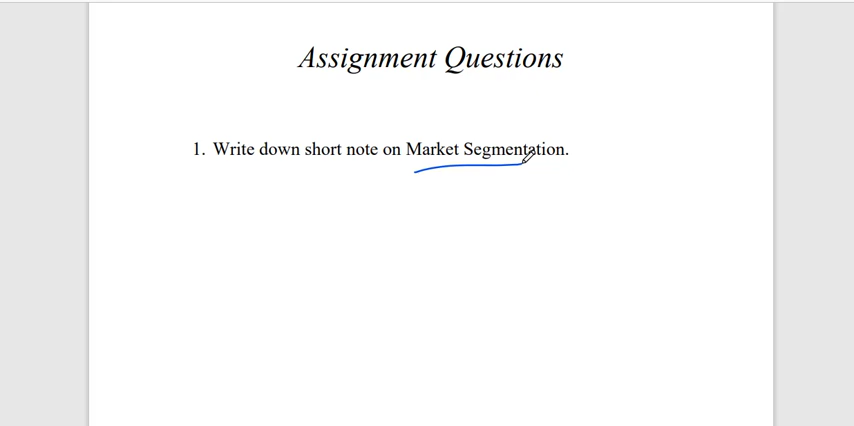 Assignment Questions
1. Write down short note on Market Segmentation.